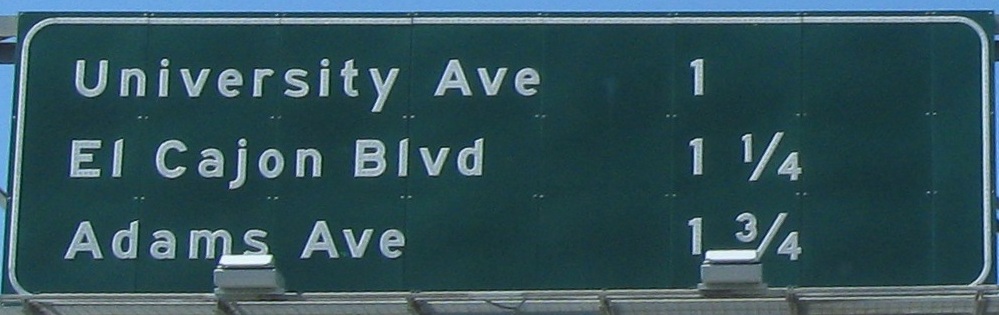 University Ave 1
El Cajon Blvd 1 1/4
Adams Ave 1 3/4